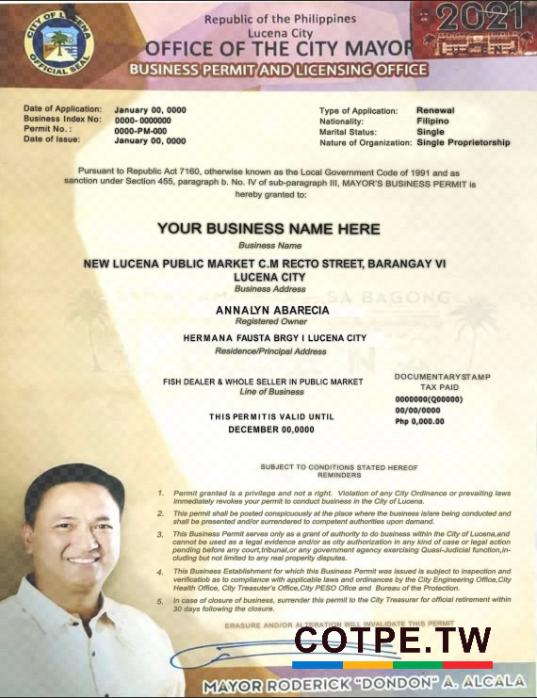 CITY OF LUCENA
OFFICIAL SEAL
Republic of the Philippines
Lucena City
OFFICE OF THE CITY MAYOR
BUSINESS PERMIT AND LICENSING OFFICE
2021
Date of Application: January 00, 0000
Business Index No: 0000- 0000000
Permit No. : 0000-PM-000
Date of Issue: January 00, 0000
Type of Application: Renewal
Nationality: Filipino
Marital Status: Single
Nature of Organization: Single Proprietorship
Pursuant to Republic Act 7160, otherwise known as the Local Government Code of 1991 and as
sanction under Section 455, paragraph b. No. IV of sub-paragraph III, MAYOR'S BUSINESS PERMIT is
hereby granted to:
YOUR BUSINESS NAME HERE
Business Name
NEW LUCENA PUBLIC MARKET C.M RECTO STREET, BARANGAY VI
LUCENA CITY
Business Address
SA BAGONG
ANNALYN ABARECIA
Registered Owner
HERMANA FAUSTA BRGY I LUCENA CITY
Residence/Principal Address
FISH DEALER & WHOLE SELLER IN PUBLIC MARKET
Line of Business
DOCUMENTARYSTAMP
TAX PAID
0000000(Q00000)
00/00/0000
Php 0,000.00
THIS PERMIT IS VALID UNTIL
DECEMBER 00,0000
SUBJECT TO CONDITIONS STATED HEREOF
REMINDERS
1. Permit granted is a privilege and not a right. Violation of any City Ordinance or prevailing laws
immediately revokes your permit to conduct business in the City of Lucena.
2. This permit shall be posted conspicuously at the place where the business is/are being conducted and
shall be presented and/or surrendered to competent authorities upon damand.
3. This Business Permit serves only as a grant of authority to do business within the City of Lucena,and
cannot be used as a legal evidence and/or as city authorization in any kind of case or legal action
pending before any court,tribunal,or any government agency exercising Quasi-Judicial function,in-
cluding but not limited to any real property disputes.
4. This Business Establishment for which this Business Permit was issued is subject to inspection and
verificatiob as to compliance with applicable laws and ordinances by the City Engineering Office,City
Health Office, City Treasuter's Office,City PESO Ofice and Bureau of the Protection.
5. in case of closure of business, surrender this permit to the City Treasurer for official retirement within
30 days following the closure.
ERASURE AND/OR ALTERATION WILL INVALIDATE THIS PERMIT
COTPE.TW
MAYOR RODERICK "DONDON" A. ALCALA